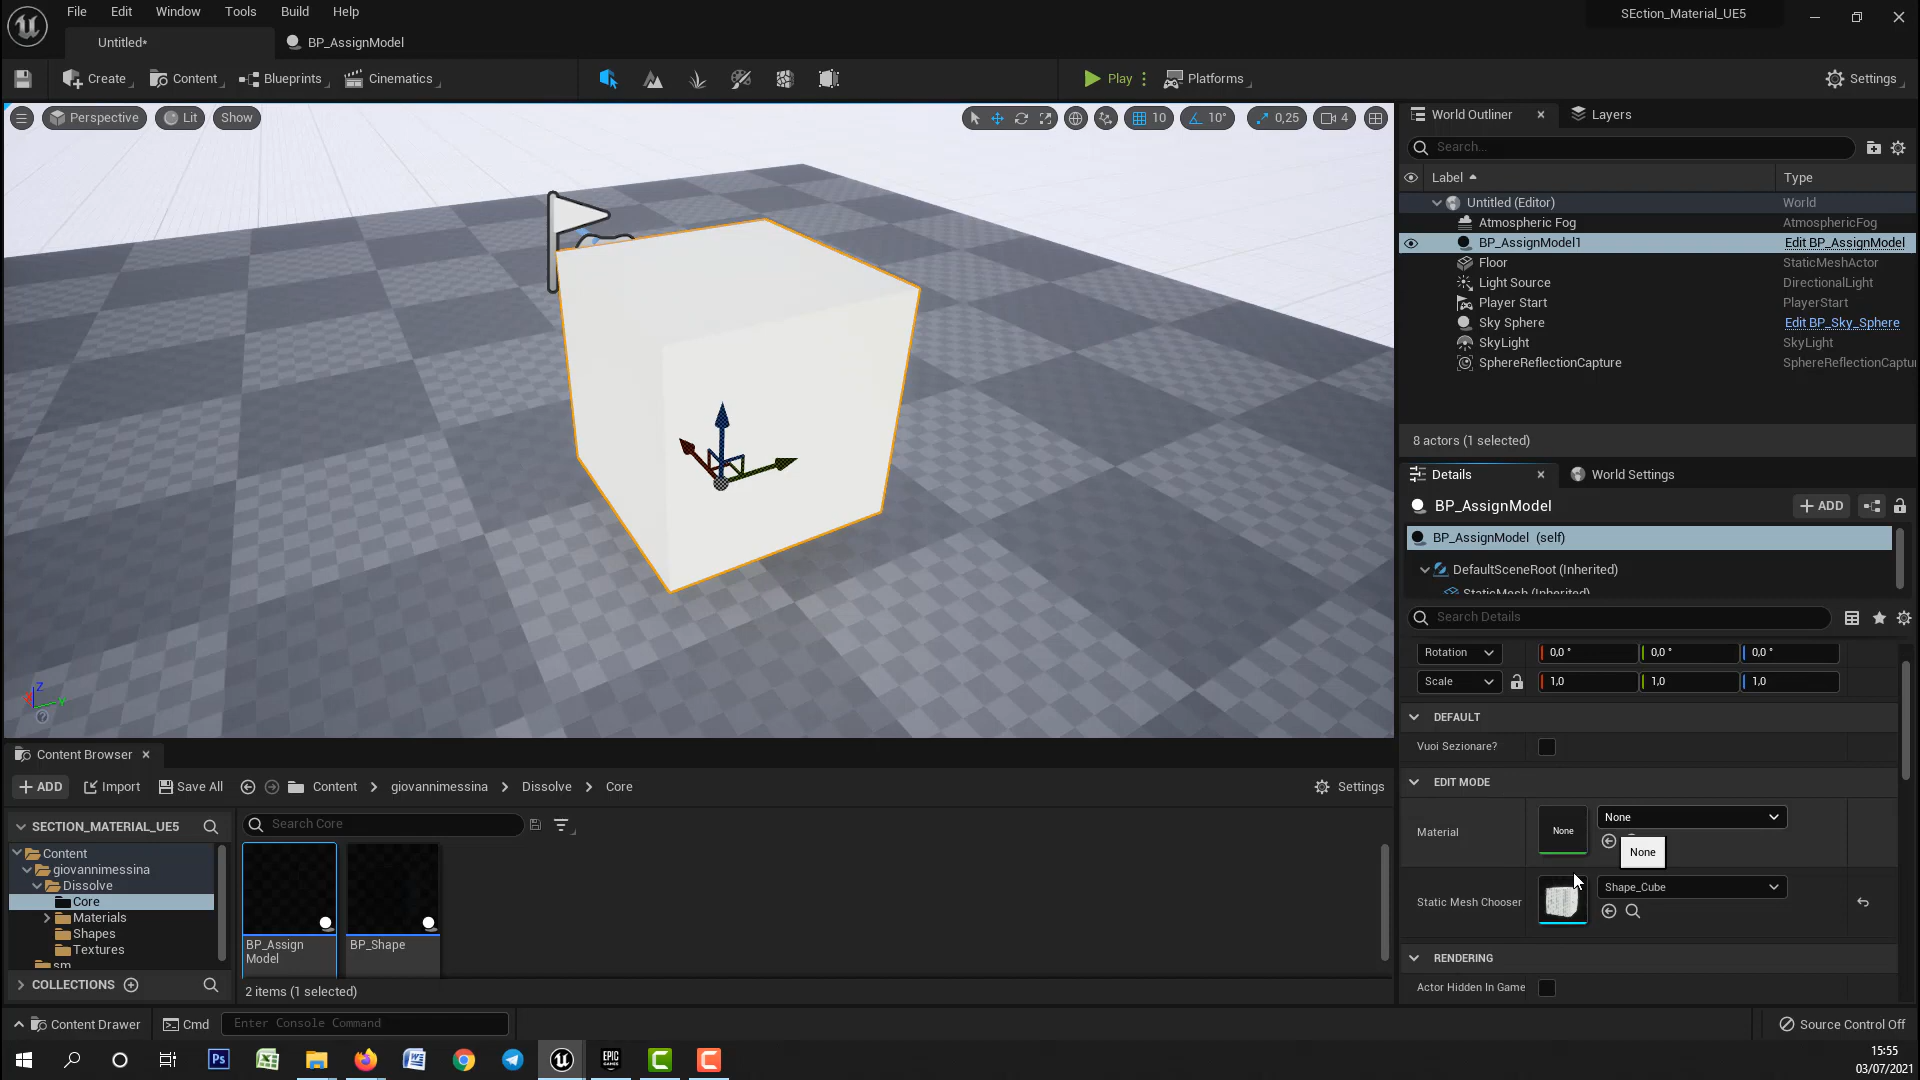 File Edit Window Tools Build Help
SEction_Material_UE5
Untitled* BP_AssignModel
Create Content Blueprints Cinematics Play Platforms Settings
Perspective Lit Show 10 10° 0,25 4
World Outliner Layers
Search...
Label Type
Untitled (Editor) World
Atmospheric Fog AtmosphericFog
BP_AssignModel1 Edit BP_AssignModel
Floor StaticMeshActor
Light Source DirectionalLight
Player Start PlayerStart
Sky Sphere Edit BP_Sky_Sphere
SkyLight SkyLight
SphereReflectionCapture SphereReflectionCaptu
8 actors (1 selected)
Details World Settings
BP_AssignModel + ADD
BP_AssignModel (self)
DefaultSceneRoot (Inherited)
StaticMesh (Inherited)
Search Details
Rotation 0,0 ° 0,0 ° 0,0 °
Scale 1,0 1,0 1,0
DEFAULT
Vuoi Sezionare?
EDIT MODE
Material None None
None
Static Mesh Chooser Shape_Cube
RENDERING
Actor Hidden In Game
Z
X
Y
Content Browser
+ ADD Import Save All Content giovannimessina Dissolve Core Settings
SECTION_MATERIAL_UE5
Search Core
Content
giovannimessina
Dissolve
Core
Materials
Shapes
Textures
sm
COLLECTIONS
BP_Assign
Model
BP_Shape
2 items (1 selected)
Content Drawer Cmd Enter Console Command Source Control Off
Ps
EPIC
GAMES
15:55
03/07/2021